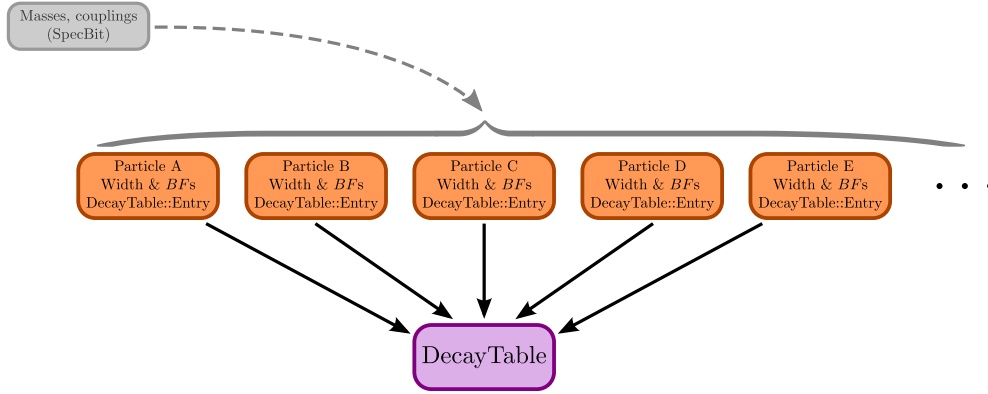 Masses, couplings
(SpecBit)
Particle A
Width & BFs
DecayTable::Entry
Particle B
Width & BFs
DecayTable::Entry
Particle C
Width & BFs
DecayTable::Entry
Particle D
Width & BFs
DecayTable::Entry
Particle E
Width & BFs
DecayTable::Entry
. . .
DecayTable